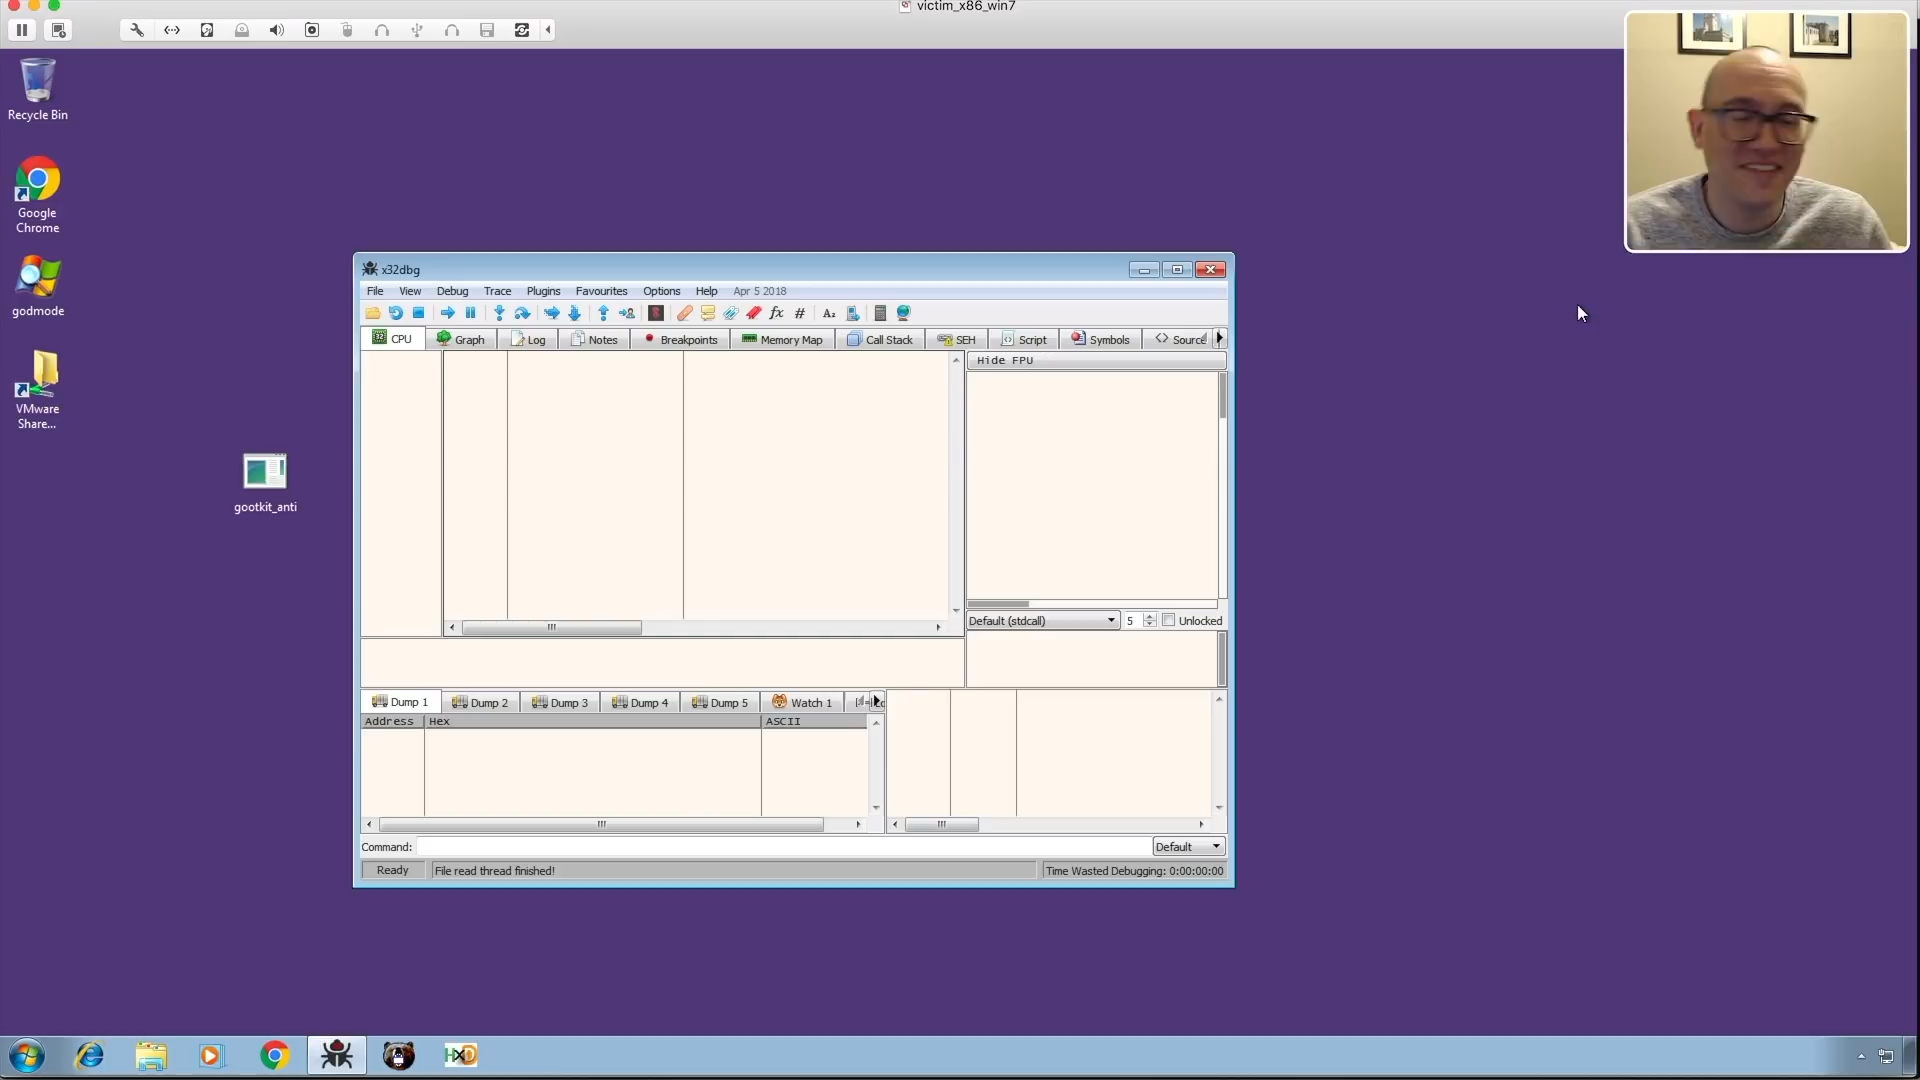 victim_x86_win7
Recycle Bin
Google
Chrome
godmode
VMware
Share...
gootkit_anti
x32dbg
File View Debug Trace Plugins Favourites Options Help Apr 5 2018
CPU Graph Log Notes Breakpoints Memory Map Call Stack SEH Script Symbols Source
Hide FPU
Default (stdcall) 5 Unlocked
Dump 1 Dump 2 Dump 3 Dump 4 Dump 5 Watch 1
Address Hex ASCII
Command: Default
Ready File read thread finished! Time Wasted Debugging: 0:00:00:00